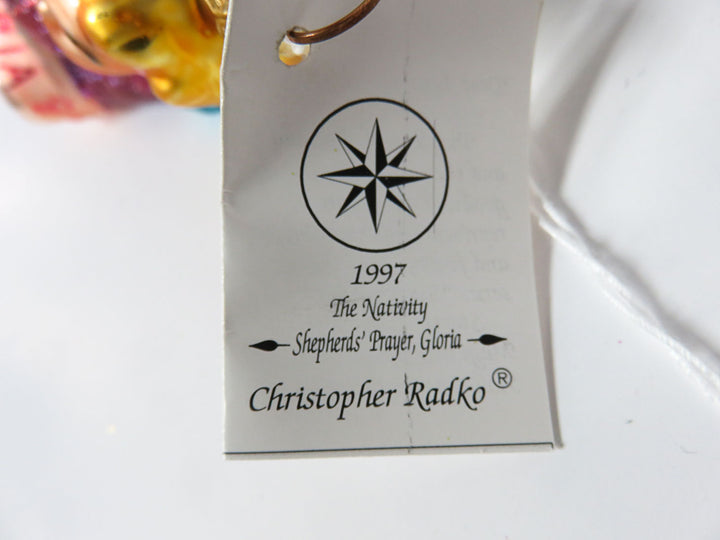 1997
The Nativity
Shepherds' Prayer, Gloria
Christopher Radko®